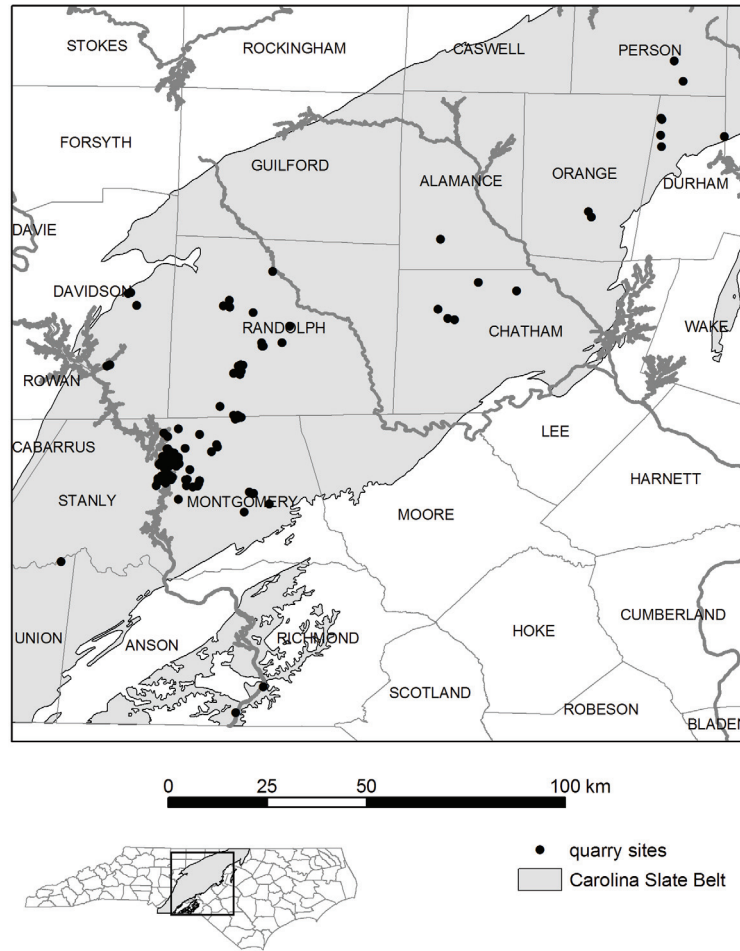 STOKES
ROCKINGHAM
CASWELL
PERSON
FORSYTH
GUILFORD
ALAMANCE
ORANGE
DURHAM
DAVIE
DAVIDSON
RANDOLPH
CHATHAM
WAKE
ROWAN
CABARRUS
LEE
HARNETT
STANLY
MONTGOMERY
MOORE
UNION
ANSON
RICHMOND
HOKE
CUMBERLAND
SCOTLAND
ROBESON
BLADEN
0 25 50 100 km
quarry sites
Carolina Slate Belt